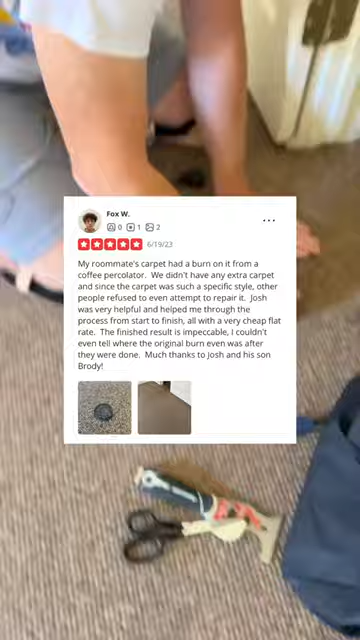 Fox W.
0 1 2
6/19/23
My roommate's carpet had a burn on it from a
coffee percolator. We didn't have any extra carpet
and since the carpet was such a specific style, other
people refused to even attempt to repair it. Josh
was very helpful and helped me through the
process from start to finish, all with a very cheap flat
rate. The finished result is impeccable, I couldn't
even tell where the original burn even was after
they were done. Much thanks to Josh and his son
Brody!